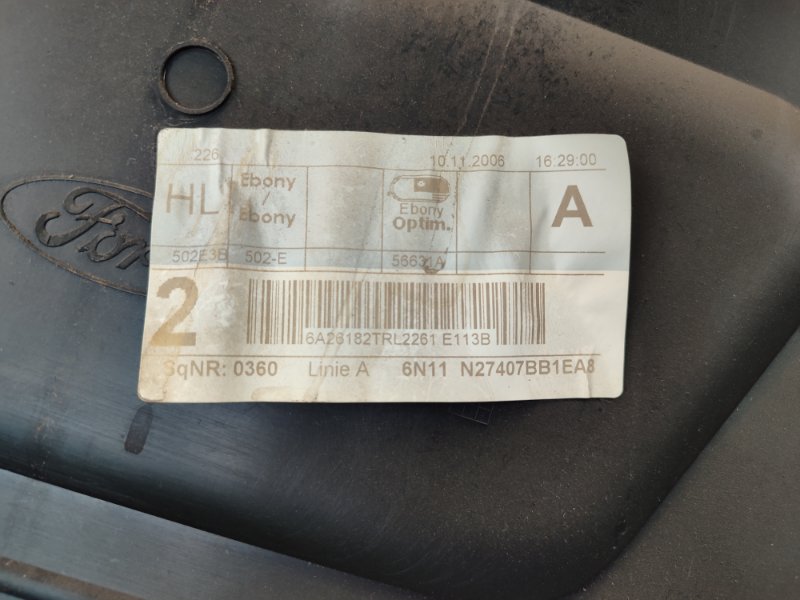 226 10.11.2006 16:29:00
HL Ebony / Ebony Ebony Optim. A
502E3B 502-E 56631A
2
6A26182TRL2261 E113B
SqNR: 0360 Linie A 6N11 N27407BB1EA8
Ford